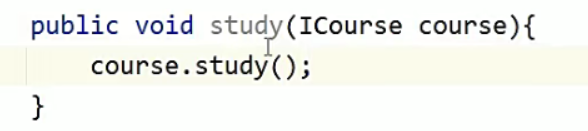 public void study(ICourse course){
    course.study();
}